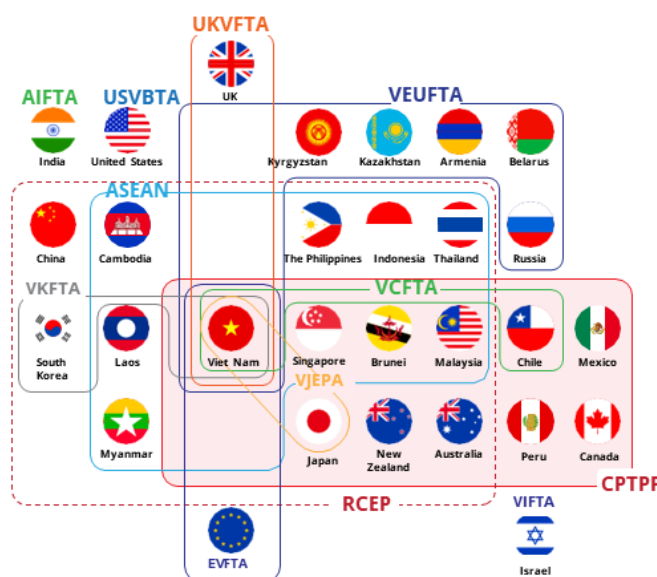 UKVFTA
UK
AIFTA
USVBTA
VEUFTA
India
United States
Kyrgyzstan
Kazakhstan
Armenia
Belarus
ASEAN
China
Cambodia
The Philippines
Indonesia
Thailand
Russia
VKFTA
VCFTA
South
Korea
Laos
Viet Nam
Singapore
Brunei
Malaysia
Chile
Mexico
VJEPA
Myanmar
Japan
New
Zealand
Australia
Peru
Canada
CPTPP
RCEP
VIFTA
EVFTA
Israel